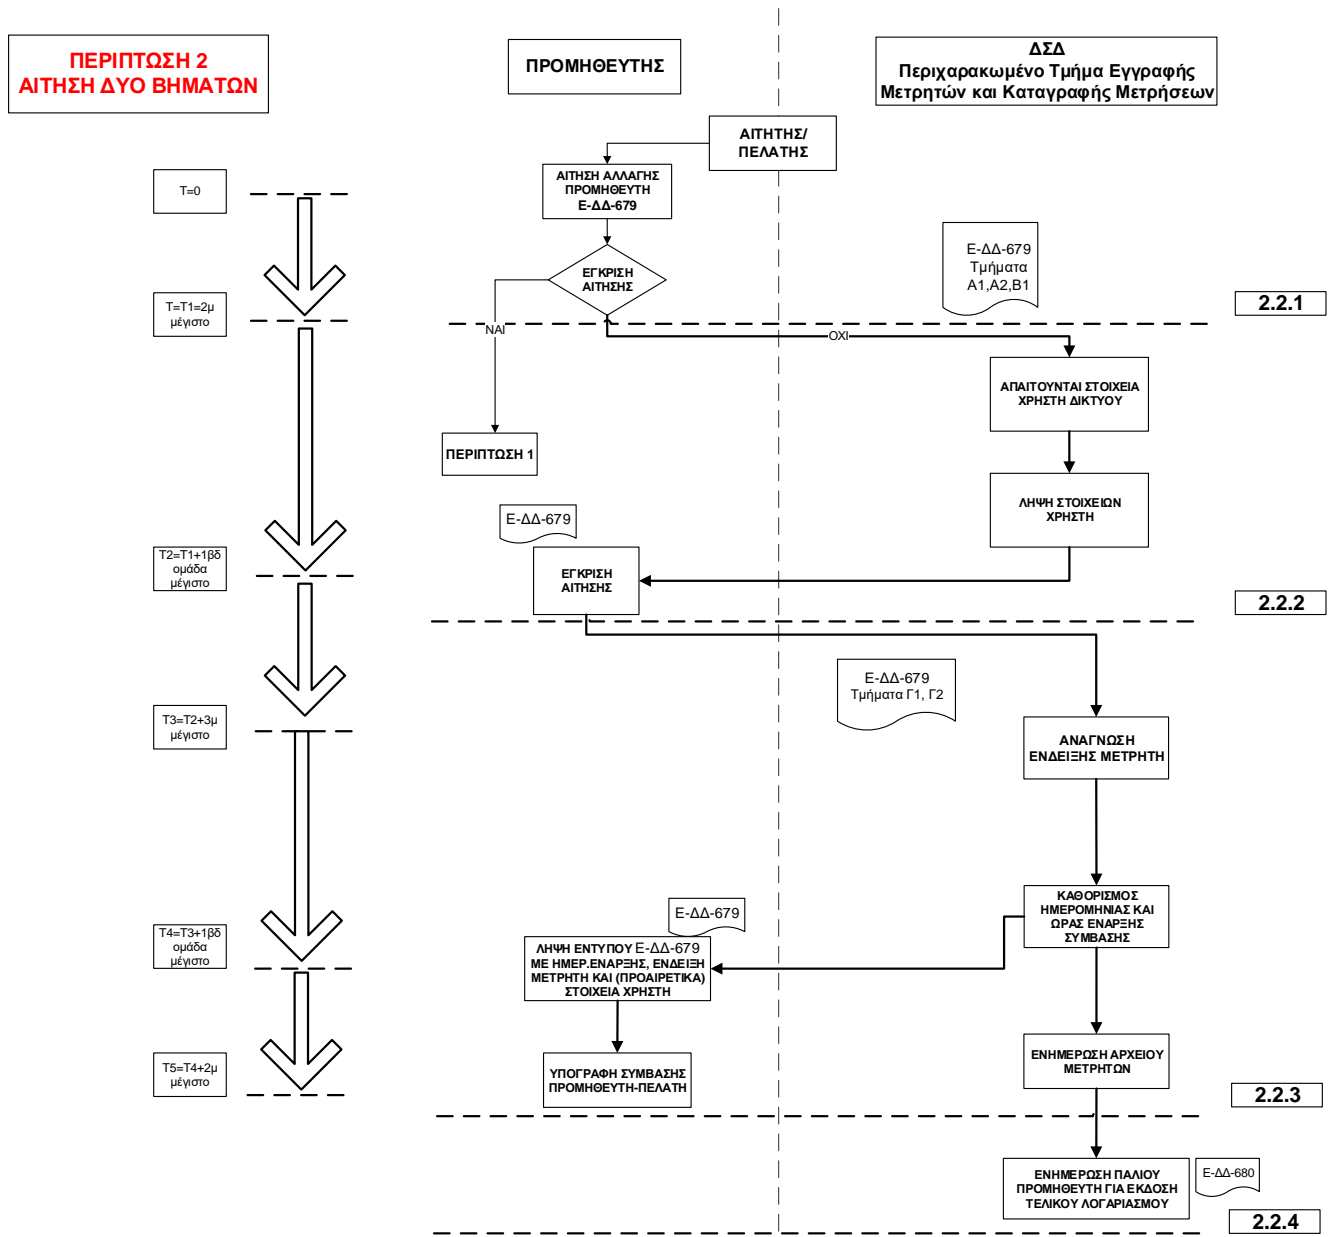 ΠΕΡΙΠΤΩΣΗ 2
ΑΙΤΗΣΗ ΔΥΟ ΒΗΜΑΤΩΝ
ΠΡΟΜΗΘΕΥΤΗΣ
ΔΣΔ
Περιχαρακωμένο Τμήμα Εγγραφής
Μετρητών και Καταγραφής Μετρήσεων
ΑΙΤΗΤΗΣ/
ΠΕΛΑΤΗΣ
T=0
ΑΙΤΗΣΗ ΑΛΛΑΓΗΣ
ΠΡΟΜΗΘΕΥΤΗ
Ε-ΔΔ-679
ΕΓΚΡΙΣΗ
ΑΙΤΗΣΗΣ
Ε-ΔΔ-679
Τμήματα
Α1,Α2,Β1
T=T1=2μ
μέγιστο
2.2.1
ΝΑΙ
ΟΧΙ
ΑΠΑΙΤΟΥΝΤΑΙ ΣΤΟΙΧΕΙΑ
ΧΡΗΣΤΗ ΔΙΚΤΥΟΥ
ΠΕΡΙΠΤΩΣΗ 1
ΛΗΨΗ ΣΤΟΙΧΕΙΩΝ
ΧΡΗΣΤΗ
Ε-ΔΔ-679
T2=T1+1βδ
ομάδα
μέγιστο
ΕΓΚΡΙΣΗ
ΑΙΤΗΣΗΣ
2.2.2
Ε-ΔΔ-679
Τμήματα Γ1, Γ2
T3=T2+3μ
μέγιστο
ΑΝΑΓΝΩΣΗ
ΕΝΔΕΙΞΗΣ ΜΕΤΡΗΤΗ
ΚΑΘΟΡΙΣΜΟΣ
ΗΜΕΡΟΜΗΝΙΑΣ ΚΑΙ
ΩΡΑΣ ΕΝΑΡΞΗΣ
ΣΥΜΒΑΣΗΣ
Ε-ΔΔ-679
T4=T3+1βδ
ομάδα
μέγιστο
ΛΗΨΗ ΕΝΤΥΠΟΥ Ε-ΔΔ-679
ΜΕ ΗΜΕΡ.ΕΝΑΡΞΗΣ, ΕΝΔΕΙΞΗ
ΜΕΤΡΗΤΗ ΚΑΙ (ΠΡΟΑΙΡΕΤΙΚΑ)
ΣΤΟΙΧΕΙΑ ΧΡΗΣΤΗ
T5=T4+2μ
μέγιστο
ΥΠΟΓΡΑΦΗ ΣΥΜΒΑΣΗΣ
ΠΡΟΜΗΘΕΥΤΗ-ΠΕΛΑΤΗ
ΕΝΗΜΕΡΩΣΗ ΑΡΧΕΙΟΥ
ΜΕΤΡΗΤΩΝ
2.2.3
ΕΝΗΜΕΡΩΣΗ ΠΑΛΙΟΥ
ΠΡΟΜΗΘΕΥΤΗ ΓΙΑ ΕΚΔΟΣΗ
ΤΕΛΙΚΟΥ ΛΟΓΑΡΙΑΣΜΟΥ
Ε-ΔΔ-680
2.2.4